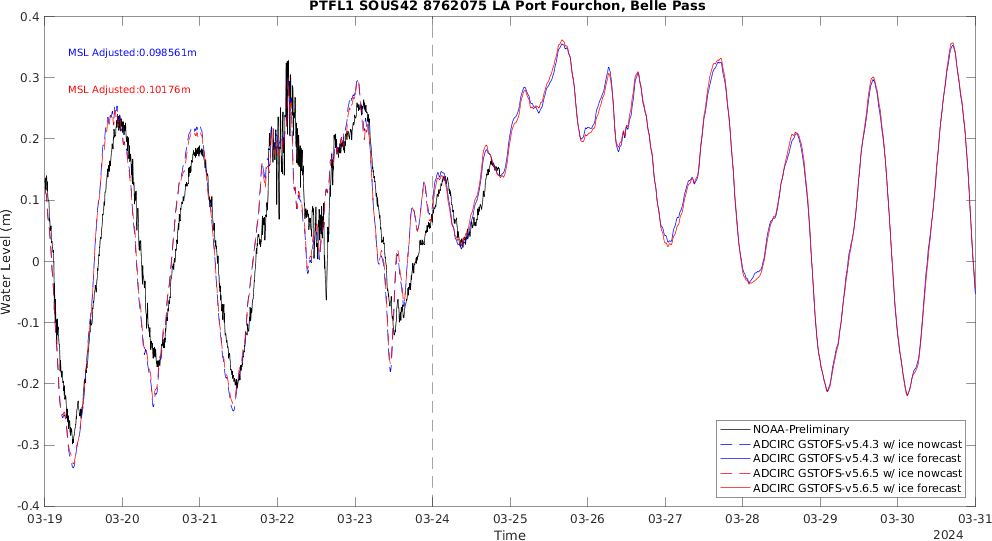 PTFL1 SOUS42 8762075 LA Port Fourchon, Belle Pass
MSL Adjusted:0.098561m
MSL Adjusted:0.10176m
0.4
0.3
0.2
0.1
0
-0.1
-0.2
-0.3
-0.4
Water Level (m)
NOAA-Preliminary
ADCIRC GSTOFS-v5.4.3 w/ ice nowcast
ADCIRC GSTOFS-v5.4.3 w/ ice forecast
ADCIRC GSTOFS-v5.6.5 w/ ice nowcast
ADCIRC GSTOFS-v5.6.5 w/ ice forecast
03-19 03-20 03-21 03-22 03-23 03-24 03-25 03-26 03-27 03-28 03-29 03-30 03-31
Time
2024